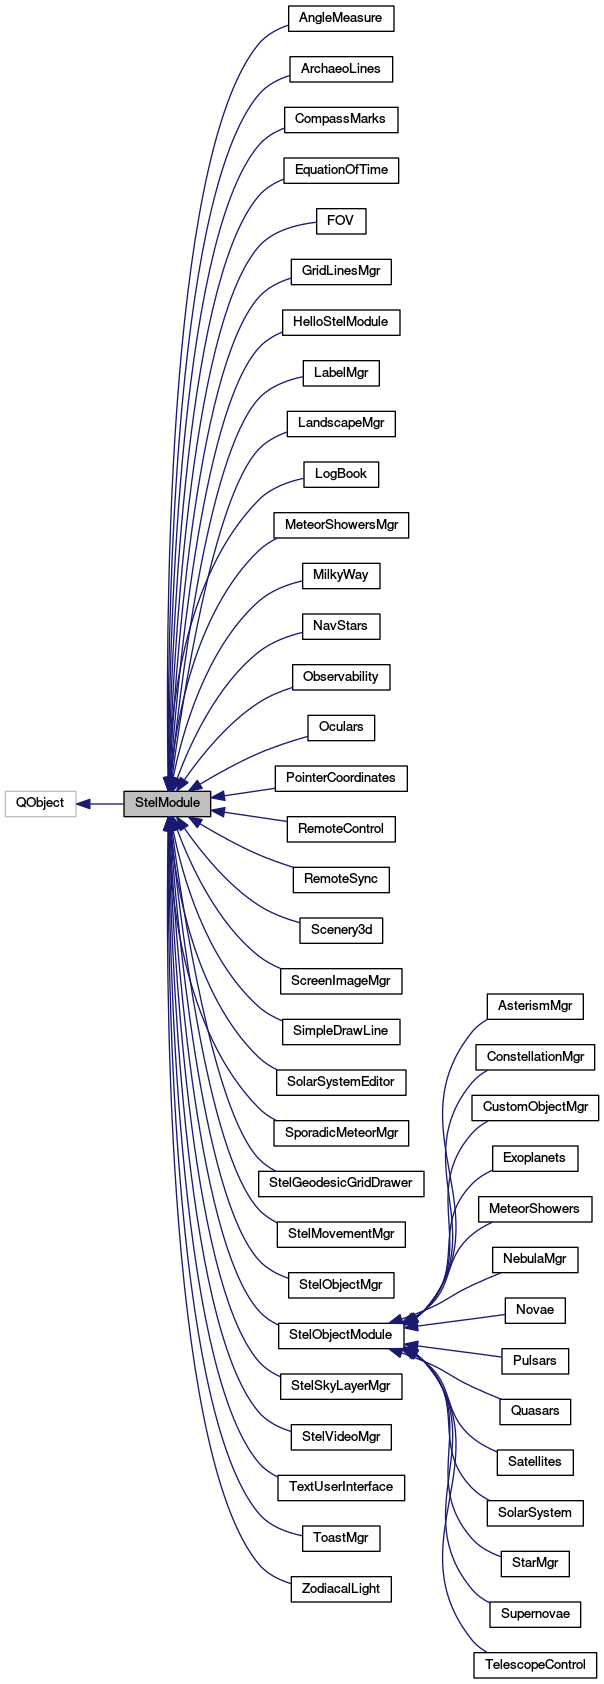 AngleMeasure
ArchaeoLines
CompassMarks
EquationOfTime
FOV
GridLinesMgr
HelloStelModule
LabelMgr
LandscapeMgr
LogBook
MeteorShowersMgr
MilkyWay
NavStars
Observability
Oculars
PointerCoordinates
QObject
StelModule
RemoteControl
RemoteSync
Scenery3d
ScreenImageMgr
SimpleDrawLine
SolarSystemEditor
SporadicMeteorMgr
StelGeodesicGridDrawer
StelMovementMgr
StelObjectMgr
StelObjectModule
StelSkyLayerMgr
StelVideoMgr
TextUserInterface
ToastMgr
ZodiacalLight
AsterismMgr
ConstellationMgr
CustomObjectMgr
Exoplanets
MeteorShowers
NebulaMgr
Novae
Pulsars
Quasars
Satellites
SolarSystem
StarMgr
Supernovae
TelescopeControl